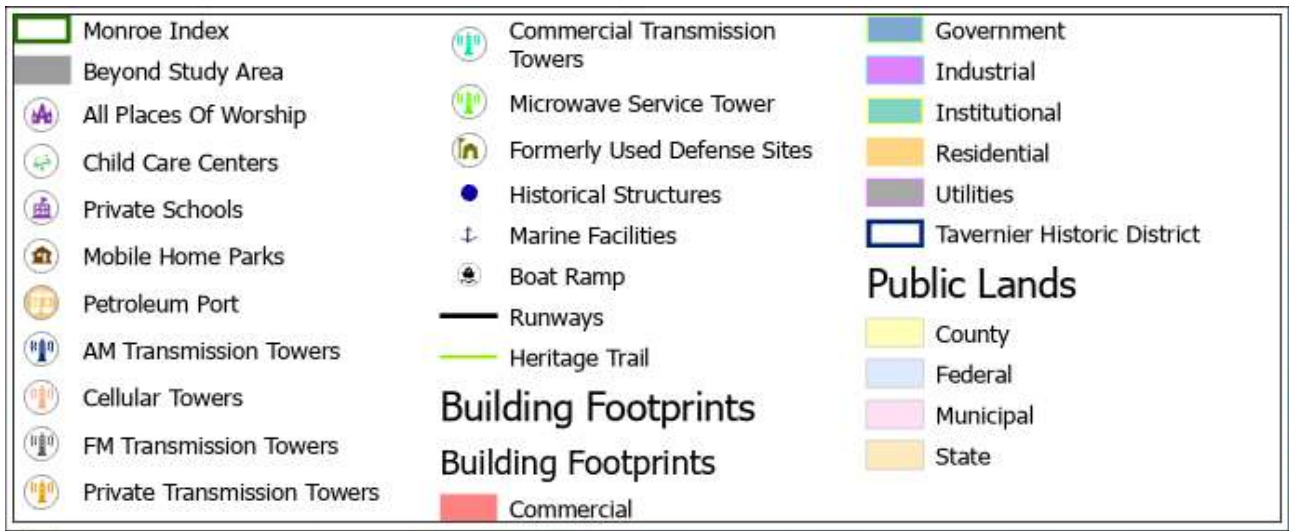 Monroe Index
Beyond Study Area
All Places Of Worship
Child Care Centers
Private Schools
Mobile Home Parks
Petroleum Port
AM Transmission Towers
Cellular Towers
FM Transmission Towers
Private Transmission Towers
Commercial Transmission
Towers
Microwave Service Tower
Formerly Used Defense Sites
Historical Structures
Marine Facilities
Boat Ramp
Runways
Heritage Trail
Building Footprints
Building Footprints
Commercial
Government
Industrial
Institutional
Residential
Utilities
Tavernier Historic District
Public Lands
County
Federal
Municipal
State